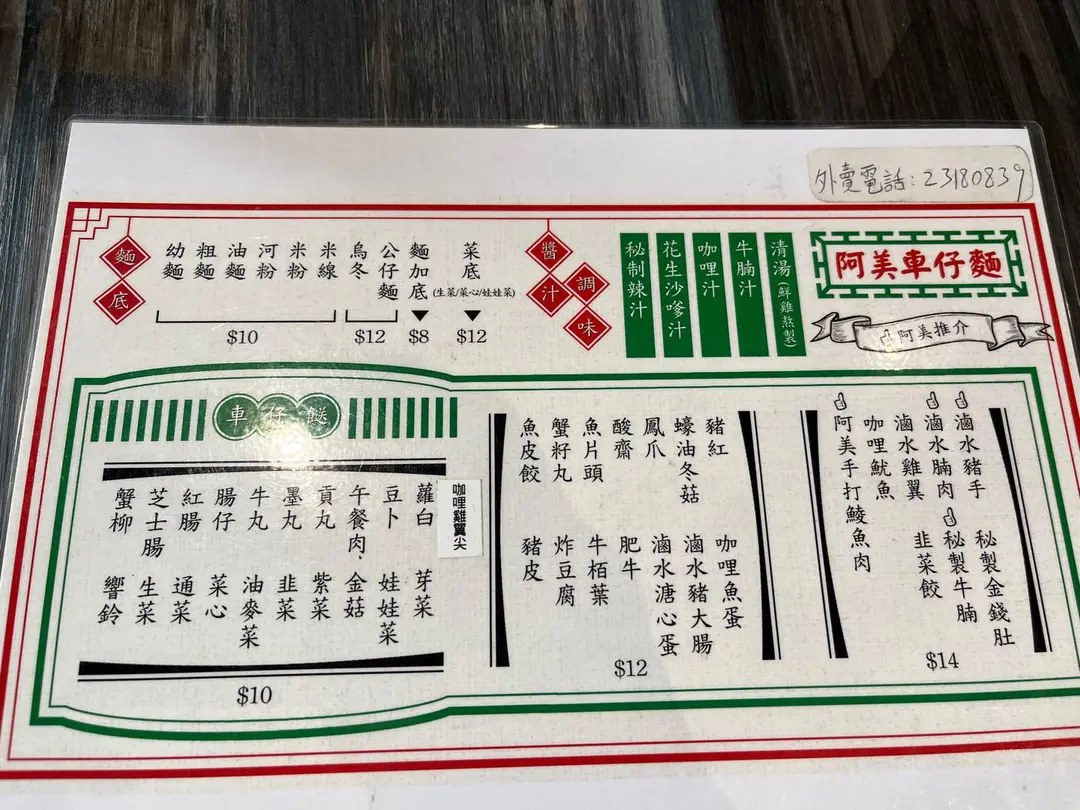 外賣電話:23180839
阿美車仔麵
阿美推介
清湯(鮮雞熬製)
牛腩汁
咖哩汁
花生沙嗲汁
秘制辣汁
醬汁
調味
菜底
(生菜/菜心/娃娃菜)
$12
麵加底
$8
公仔麵
烏冬
$12
米線
米粉
河粉
油麵
粗麵
幼麵
$10
麵底
滷水豬手
滷水腩肉
滷水雞翼
咖哩魷魚
阿美手打鯪魚肉
秘製金錢肚
秘製牛腩
韭菜餃
$14
豬紅
蠔油冬菇
鳳爪
酸齋
魚片頭
蟹籽丸
魚皮餃
咖哩魚蛋
滷水豬大腸
滷水溏心蛋
肥牛
牛栢葉
炸豆腐
豬皮
$12
車仔餸
咖哩雞翼尖
蘿白
豆卜
午餐肉
貢丸
墨丸
牛丸
腸仔
紅腸
芝士腸
蟹柳
芽菜
娃娃菜
金菇
紫菜
韭菜
油麥菜
菜心
通菜
生菜
響鈴
$10